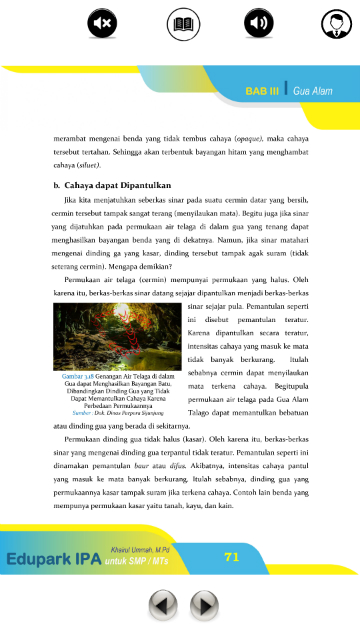 BAB III Gua Alam
merambat mengenai benda yang tidak tembus cahaya (opaque), maka cahaya
tersebut tertahan. Sehingga akan terbentuk bayangan hitam yang menghambat
cahaya (siluet).
b. Cahaya dapat Dipantulkan
Jika kita menjatuhkan seberkas sinar pada suatu cermin datar yang bersih,
cermin tersebut tampak sangat terang (menyilaukan mata). Begitu juga jika sinar
yang dijatuhkan pada permukaan air telaga di dalam gua yang tenang dapat
menghasilkan bayangan benda yang di dekatnya. Namun, jika sinar matahari
mengenai dinding ga yang kasar, dinding tersebut tampak agak suram (tidak
seterang cermin). Mengapa demikian?
Permukaan air telaga (cermin) mempunyai permukaan yang halus. Oleh
karena itu, berkas-berkas sinar datang sejajar dipantulkan menjadi berkas-berkas
sinar sejajar pula. Pemantulan seperti
ini disebut pemantulan teratur.
Karena dipantulkan secara teratur,
intensitas cahaya yang masuk ke mata
tidak banyak berkurang. Itulah
sebabnya cermin dapat menyilaukan
mata terkena cahaya. Begitupula
permukaan air telaga pada Gua Alam
Talago dapat memantulkan bebatuan
Gambar 3.18 Genangan Air Telaga di dalam
Gua dapat Menghasilkan Bayangan Batu,
Dibandingkan Dinding Gua yang Tidak
Dapat Memantulkan Cahaya Karena
Perbedaan Permukaannya
Sumber : Dok. Dinas Porpora Sijunjung
atau dinding gua yang berada di sekitarnya.
Permukaan dinding gua tidak halus (kasar). Oleh karena itu, berkas-berkas
sinar yang mengenai dinding gua terpantul tidak teratur. Pemantulan seperti ini
dinamakan pemantulan baur atau difus. Akibatnya, intensitas cahaya pantul
yang masuk ke mata banyak berkurang. Itulah sebabnya, dinding gua yang
permukaannya kasar tampak suram jika terkena cahaya. Contoh lain benda yang
mempunya permukaan kasar yaitu tanah, kayu, dan kain.
Khairul Ummah, M.Pd
Edupark IPA untuk SMP / MTs
71